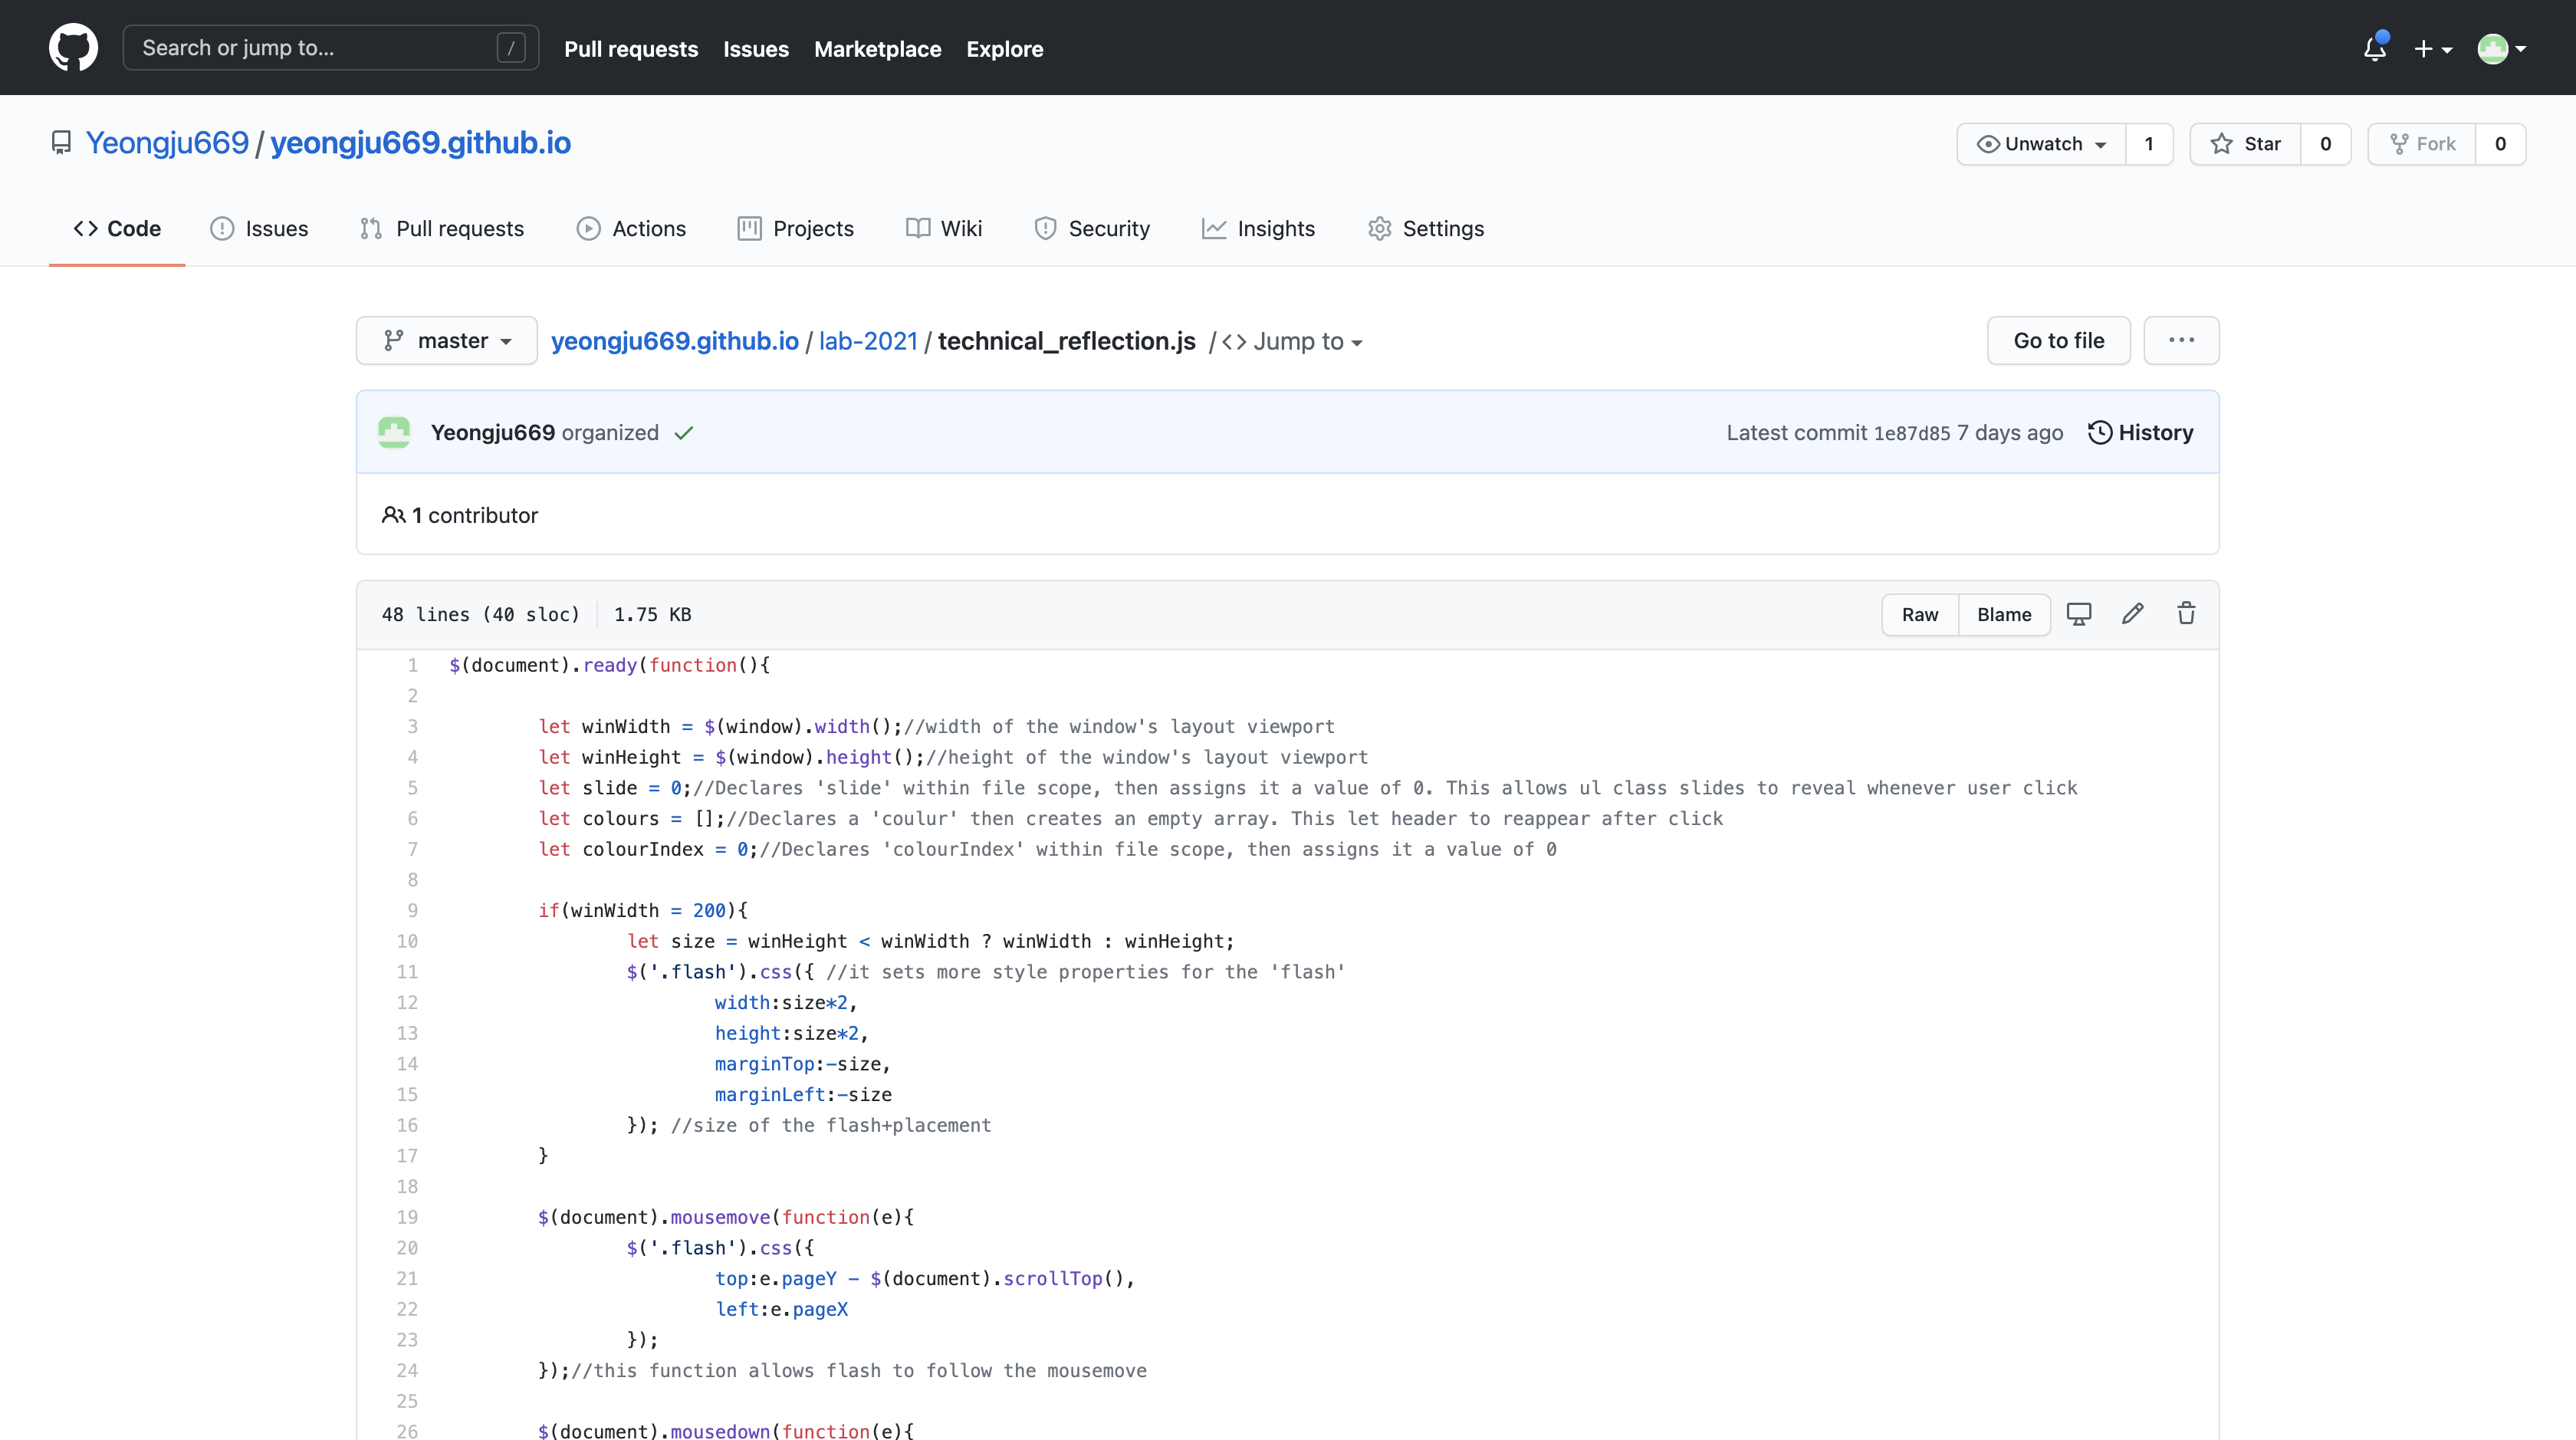 Search or jump to... / Pull requests Issues Marketplace Explore
Yeongju669 / yeongju669.github.io Unwatch 1 Star 0 Fork 0
Code Issues Pull requests Actions Projects Wiki Security Insights Settings
master yeongju669.github.io / lab-2021 / technical_reflection.js / <> Jump to Go to file ...
Yeongju669 organized Latest commit 1e87d85 7 days ago History
1 contributor
48 lines (40 sloc) 1.75 KB Raw Blame
1 $(document).ready(function(){
2
3 let winWidth = $(window).width();//width of the window's layout viewport
4 let winHeight = $(window).height();//height of the window's layout viewport
5 let slide = 0;//Declares 'slide' within file scope, then assigns it a value of 0. This allows ul class slides to reveal whenever user click
6 let colours = [];//Declares a 'coulur' then creates an empty array. This let header to reappear after click
7 let colourIndex = 0;//Declares 'colourIndex' within file scope, then assigns it a value of 0
8
9 if(winWidth = 200){
10 let size = winHeight < winWidth ? winWidth : winHeight;
11 $('.flash').css({ //it sets more style properties for the 'flash'
12 width:size*2,
13 height:size*2,
14 marginTop:-size,
15 marginLeft:-size
16 }); //size of the flash+placement
17 }
18
19 $(document).mousemove(function(e){
20 $('.flash').css({
21 top:e.pageY - $(document).scrollTop(),
22 left:e.pageX
23 });
24 });//this function allows flash to follow the mousemove
25
26 $(document).mousedown(function(e){